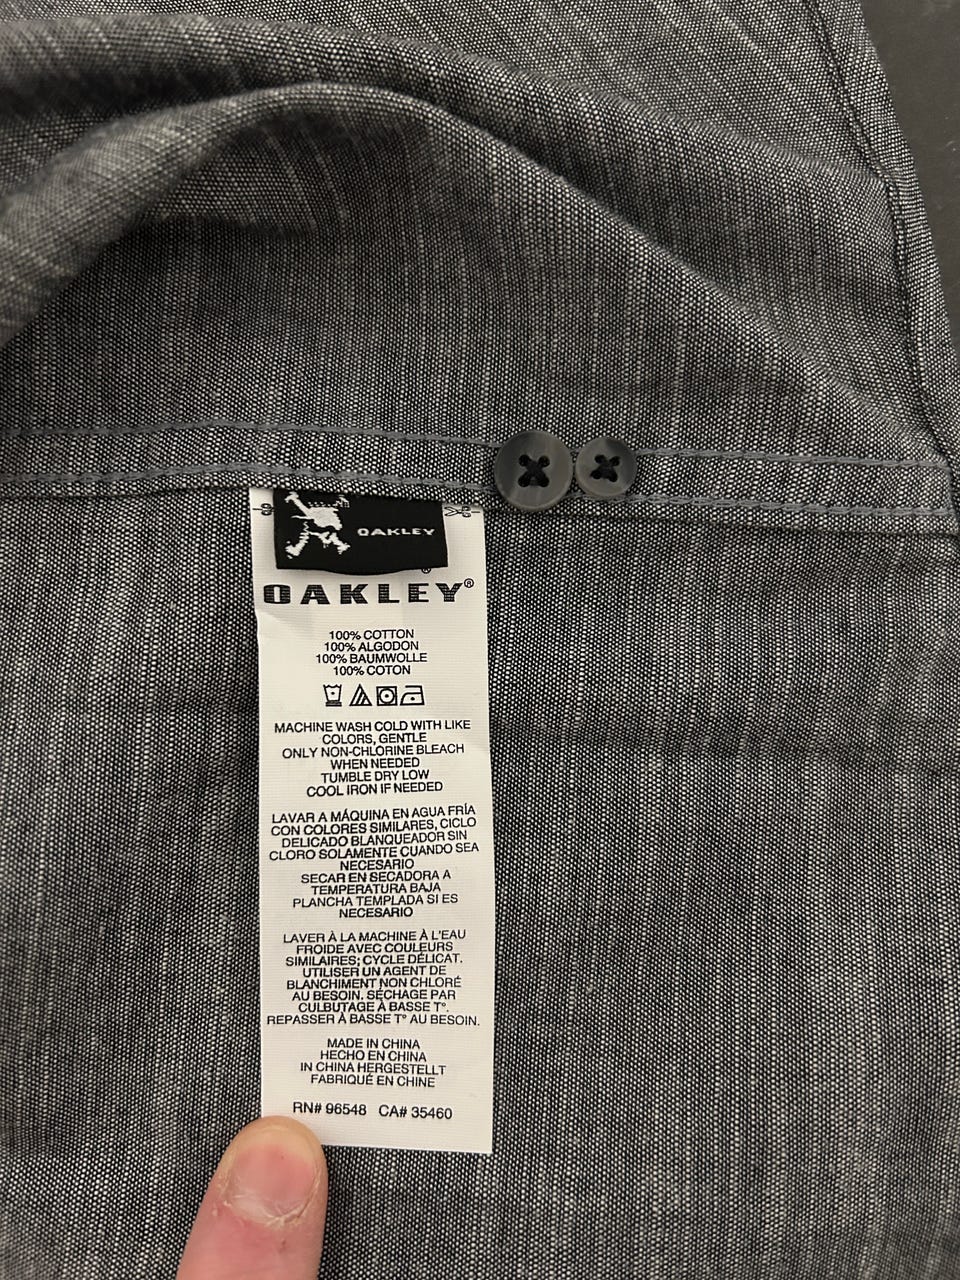 OAKLEY
OAKLEY®
100% COTTON
100% ALGODON
100% BAUMWOLLE
100% COTON
MACHINE WASH COLD WITH LIKE
COLORS, GENTLE
ONLY NON-CHLORINE BLEACH
WHEN NEEDED
TUMBLE DRY LOW
COOL IRON IF NEEDED
LAVAR A MÁQUINA EN AGUA FRÍA
CON COLORES SIMILARES, CICLO
DELICADO BLANQUEADOR SIN
CLORO SOLAMENTE CUANDO SEA
NECESARIO
SECAR EN SECADORA A
TEMPERATURA BAJA
PLANCHA TEMPLADA SI ES
NECESARIO
LAVER À LA MACHINE À L'EAU
FROIDE AVEC COULEURS
SIMILAIRES; CYCLE DÉLICAT.
UTILISER UN AGENT DE
BLANCHIMENT NON CHLORÉ
AU BESOIN. SÉCHAGE PAR
CULBUTAGE À BASSE T°.
REPASSER À BASSE T° AU BESOIN.
MADE IN CHINA
HECHO EN CHINA
IN CHINA HERGESTELLT
FABRIQUÉ EN CHINE
RN# 96548 CA# 35460